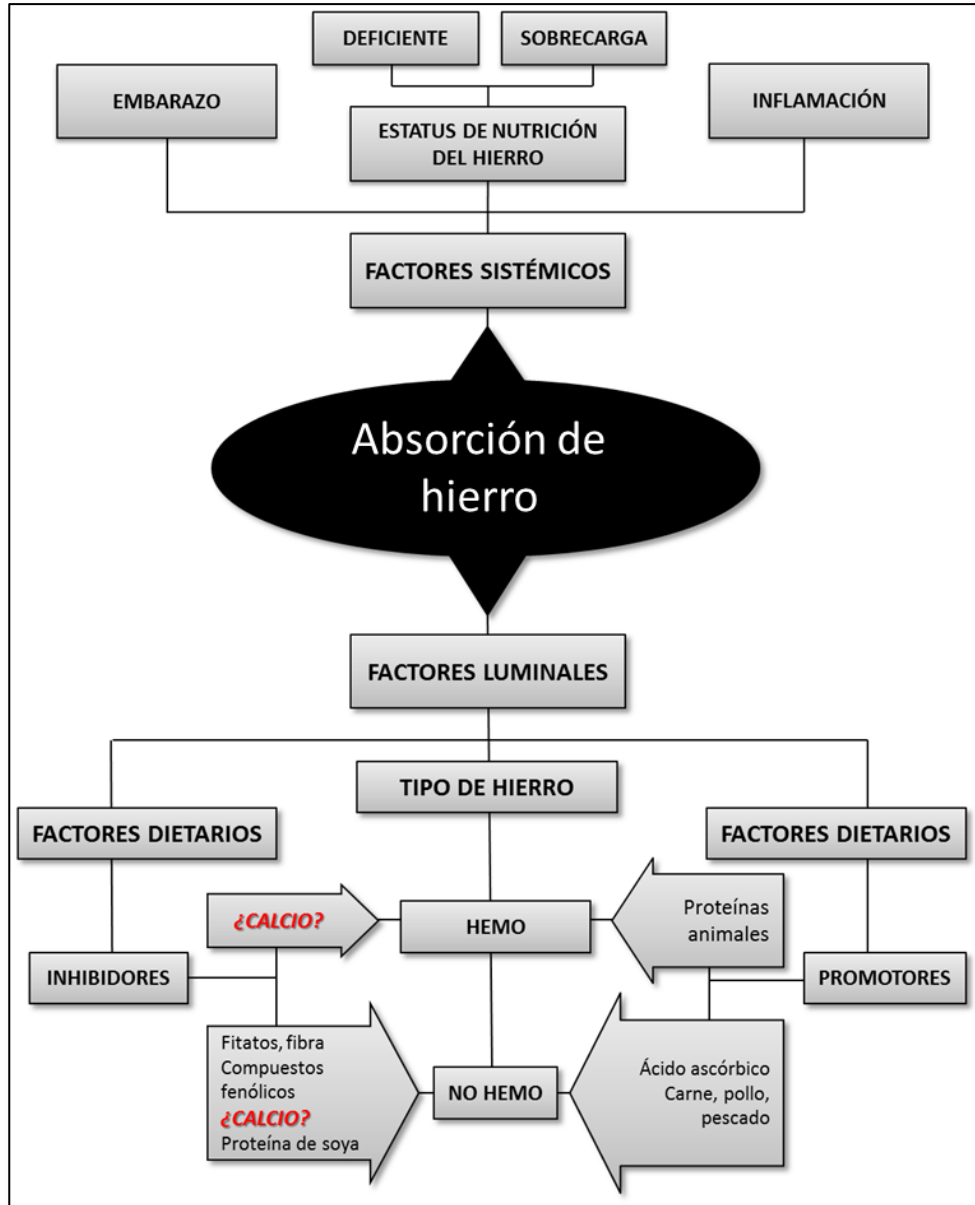 DEFICIENTE
SOBRECARGA
EMBARAZO
ESTATUS DE NUTRICIÓN
DEL HIERRO
INFLAMACIÓN
FACTORES SISTÉMICOS
Absorción de
hierro
FACTORES LUMINALES
TIPO DE HIERRO
FACTORES DIETARIOS
FACTORES DIETARIOS
¿CALCIO?
HEMO
Proteínas
animales
INHIBIDORES
PROMOTORES
Fitatos, fibra
Compuestos
fenólicos
¿CALCIO?
Proteína de soya
NO HEMO
Ácido ascórbico
Carne, pollo,
pescado